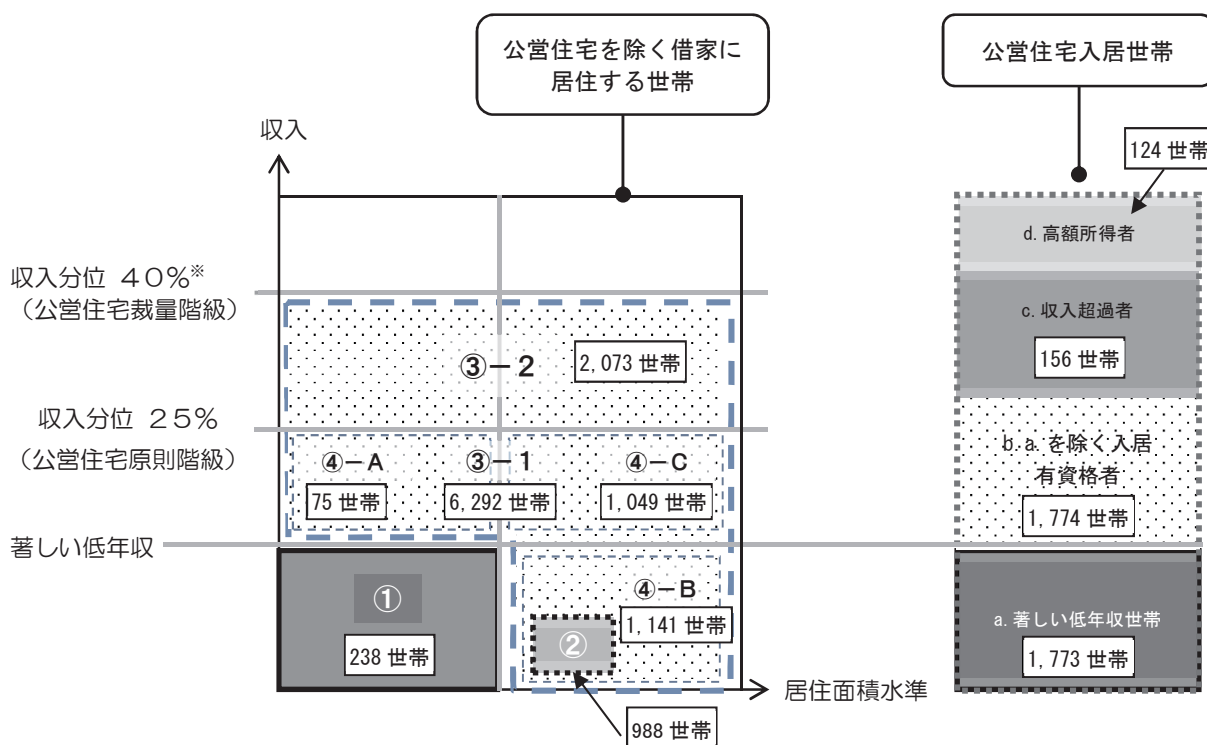 公営住宅を除く借家に
居住する世帯
公営住宅入居世帯
収入
124 世帯
d. 高額所得者
収入分位 40%※
（公営住宅裁量階級）
c. 収入超過者
156 世帯
③－2
2,073 世帯
収入分位 25%
（公営住宅原則階級）
④－A
75 世帯
③－1
6,292 世帯
④－C
1,049 世帯
b. a. を除く入居
有資格者
1,774 世帯
著しい低年収
①
238 世帯
④－B
1,141 世帯
②
988 世帯
a. 著しい低年収世帯
1,773 世帯
居住面積水準